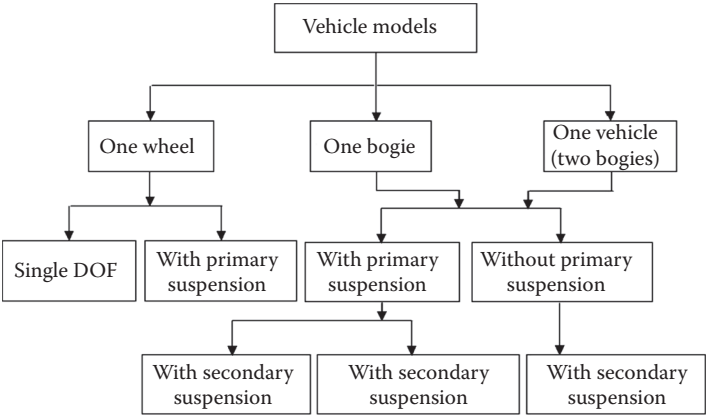 Vehicle models
One wheel
One bogie
One vehicle
(two bogies)
Single DOF
With primary
suspension
With primary
suspension
Without primary
suspension
With secondary
suspension
With secondary
suspension
With secondary
suspension